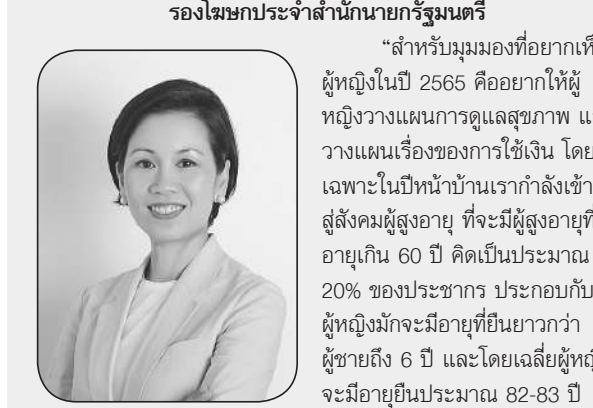 รองโฆษกประจำสำนักนายกรัฐมนตรี
“สำหรับมุมมองที่อยากเห็
ผู้หญิงในปี 2565 คืออยากให้ผู้
หญิงวางแผนการดูแลสุขภาพ แ
วางแผนเรื่องของการใช้เงิน โดย
เฉพาะในปีหน้าบ้านเรากำลังเข้า
สู่สังคมผู้สูงอายุ ที่จะมีผู้สูงอายุที่
อายุเกิน 60 ปี คิดเป็นประมาณ
20% ของประชากร ประกอบกับ
ผู้หญิงมักจะมีอายุที่ยืนยาวกว่า
ผู้ชายถึง 6 ปี และโดยเฉลี่ยผู้หญิ
จะมีอายุยืนประมาณ 82-83 ปี